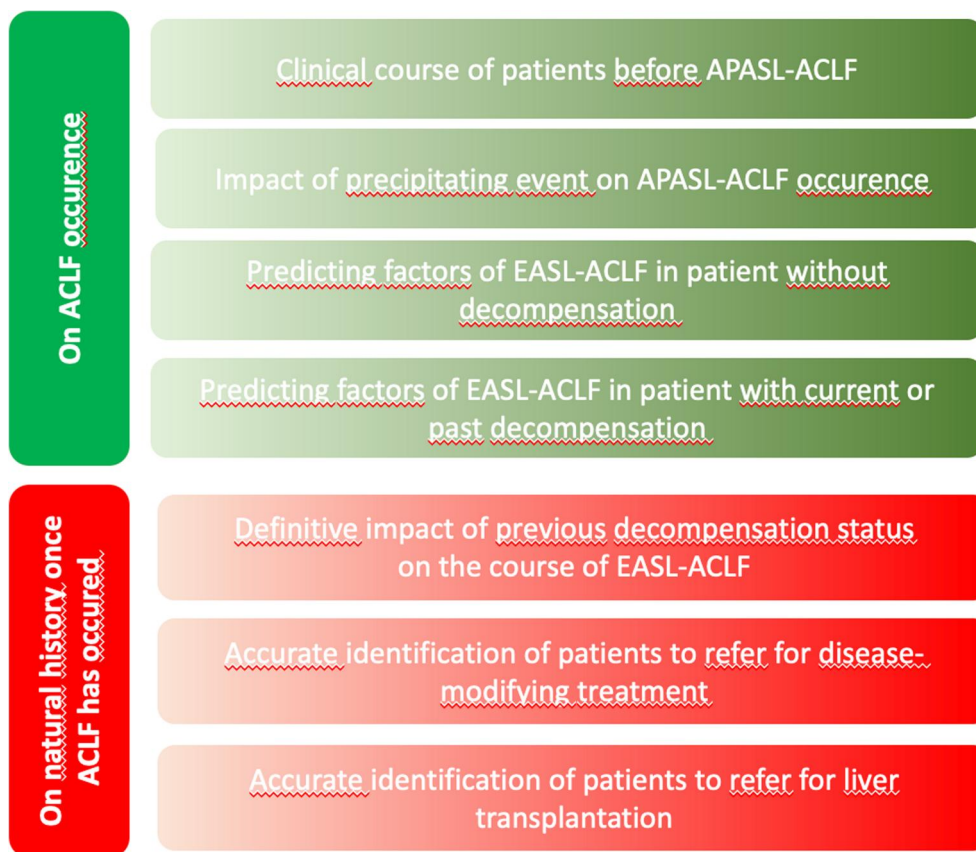 On ACLF occurence
Clinical course of patients before APASL-ACLF
Impact of precipitating event on APASL-ACLF occurence
Predicting factors of EASL-ACLF in patient without
decompensation
Predicting factors of EASL-ACLF in patient with current or
past decompensation
On natural history once
ACLF has occured
Definitive impact of previous decompensation status
on the course of EASL-ACLF
Accurate identification of patients to refer for disease-
modifying treatment
Accurate identification of patients to refer for liver
transplantation